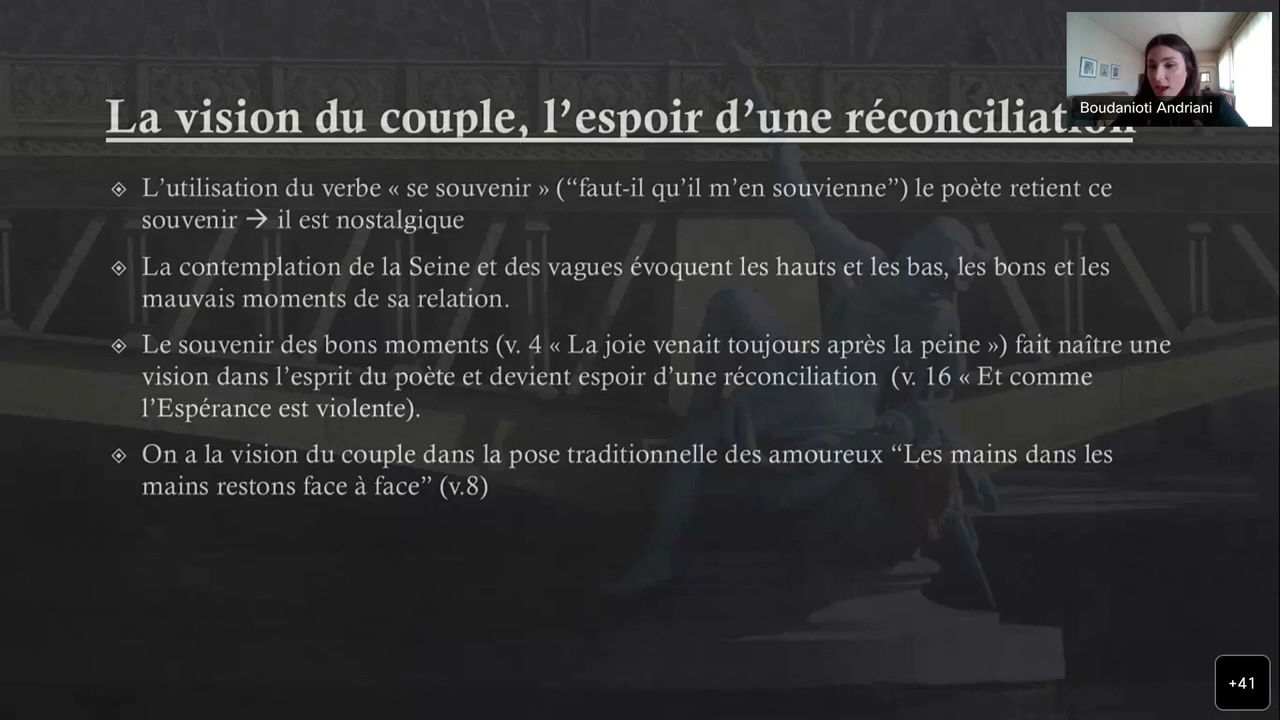 La vision du couple, l’espoir d’une réconciliation
Boudanioti Andriani
L’utilisation du verbe « se souvenir » (“faut-il qu’il m’en souvienne”) le poète retient ce
souvenir → il est nostalgique
La contemplation de la Seine et des vagues évoquent les hauts et les bas, les bons et les
mauvais moments de sa relation.
Le souvenir des bons moments (v. 4 « La joie venait toujours après la peine ») fait naître une
vision dans l’esprit du poète et devient espoir d’une réconciliation (v. 16 « Et comme
l’Espérance est violente).
On a la vision du couple dans la pose traditionnelle des amoureux “Les mains dans les
mains restons face à face” (v.8)
+41